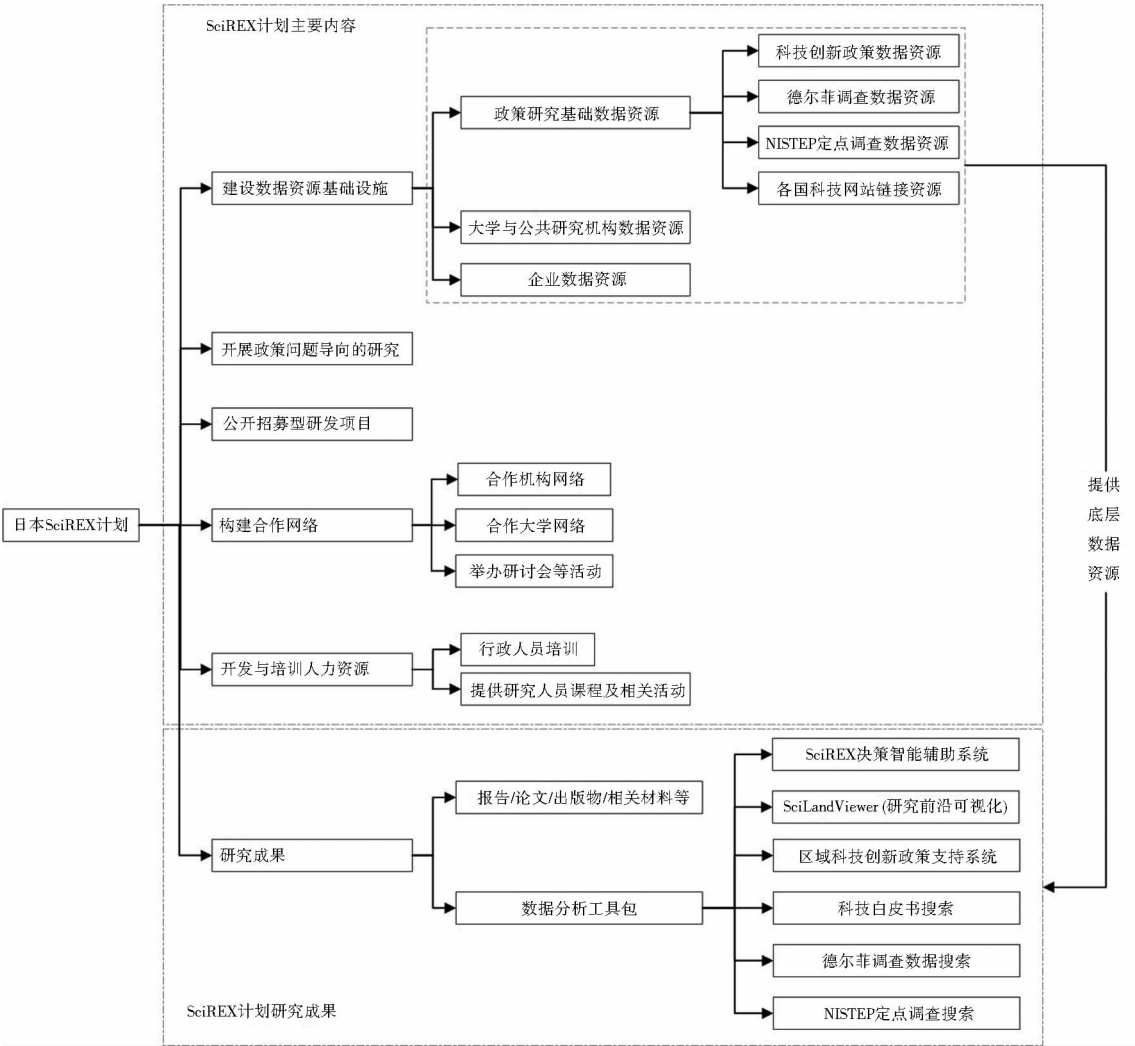 SciREX计划主要内容
科技创新政策数据资源
德尔菲调查数据资源
政策研究基础数据资源
NISTEP定点调查数据资源
各国科技网站链接资源
建设数据资源基础设施
大学与公共研究机构数据资源
企业数据资源
开展政策问题导向的研究
公开招募型研发项目
合作机构网络
日本SciREX计划
构建合作网络
合作大学网络
举办研讨会等活动
提供
底层
数据
资源
行政人员培训
开发与培训人力资源
提供研究人员课程及相关活动
SciREX决策智能辅助系统
报告/论文/出版物/相关材料等
SciLandViewer (研究前沿可视化)
研究成果
区域科技创新政策支持系统
数据分析工具包
科技白皮书搜索
德尔菲调查数据搜索
SciREX计划研究成果
NISTEP定点调查搜索